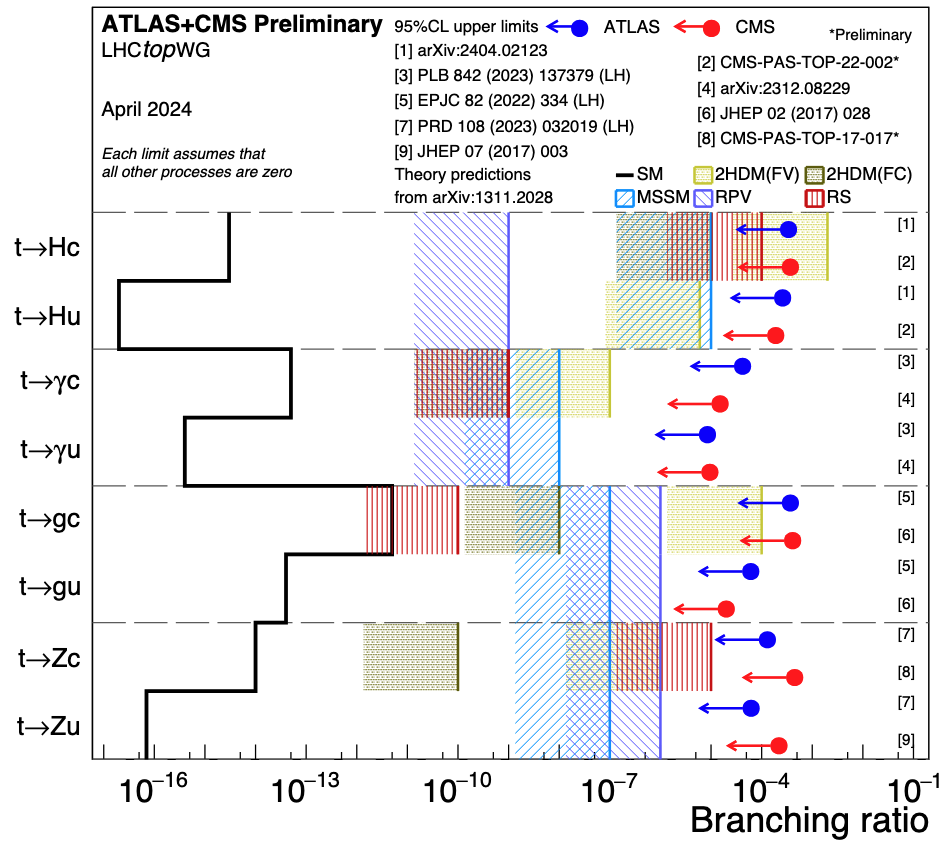 ATLAS+CMS Preliminary
LHCtopWG
April 2024
Each limit assumes that
all other processes are zero
95%CL upper limits ATLAS CMS
*Preliminary
[1] arXiv:2404.02123
[2] CMS-PAS-TOP-22-002*
[3] PLB 842 (2023) 137379 (LH)
[4] arXiv:2312.08229
[5] EPJC 82 (2022) 334 (LH)
[6] JHEP 02 (2017) 028
[7] PRD 108 (2023) 032019 (LH)
[8] CMS-PAS-TOP-17-017*
[9] JHEP 07 (2017) 003
Theory predictions
from arXiv:1311.2028
SM 2HDM(FV) 2HDM(FC)
MSSM RPV RS
t→Hc [1]
[2]
t→Hu [1]
[2]
t→γc [3]
[4]
t→γu [3]
[4]
t→gc [5]
[6]
t→gu [5]
[6]
t→Zc [7]
[8]
t→Zu [7]
[9]
10⁻¹⁶ 10⁻¹³ 10⁻¹⁰ 10⁻⁷ 10⁻⁴ 10⁻¹
Branching ratio